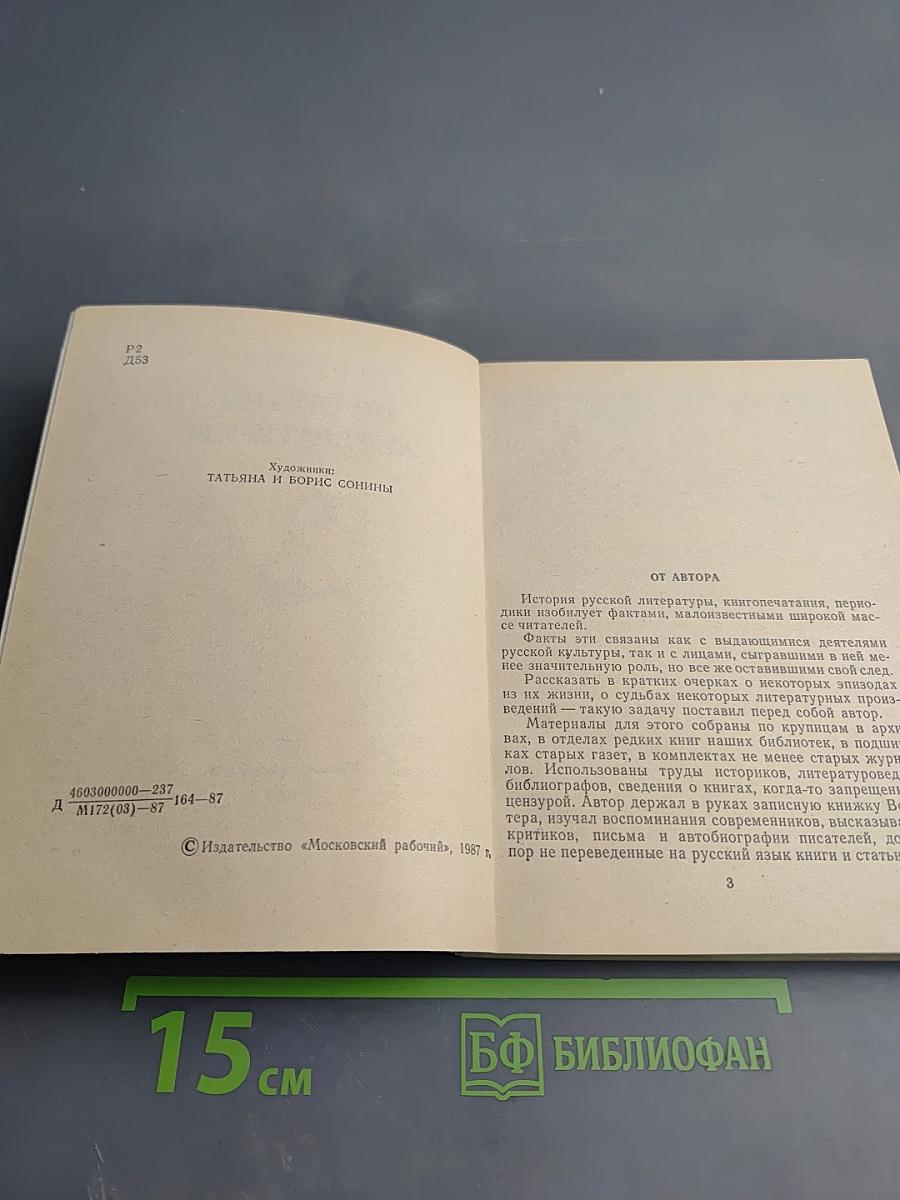 Р2
Д53
Художники:
ТАТЬЯНА И БОРИС СОНИНЫ
Д 4603000000—237
М172(03)—87 164—87
© Издательство «Московский рабочий», 1987 г.
ОТ АВТОРА
История русской литературы, книгопечатания, перио-
дики изобилует фактами, малоизвестными широкой мас-
се читателей.
Факты эти связаны как с выдающимися деятелями
русской культуры, так и с лицами, сыгравшими в ней ме-
нее значительную роль, но все же оставившими свой след.
Рассказать в кратких очерках о некоторых эпизодах
из их жизни, о судьбах некоторых литературных произ-
ведений — такую задачу поставил перед собой автор.
Материалы для этого собраны по крупицам в архи
вах, в отделах редких книг наших библиотек, в подши
ках старых газет, в комплектах не менее старых журн
лов. Использованы труды историков, литературовед
библиографов, сведения о книгах, когда-то запрещенн
цензурой. Автор держал в руках записную книжку Во
тера, изучал воспоминания современников, высказыва
критиков, письма и автобиографии писателей, до
пор не переведенные на русский язык книги и статьи
3
15 см
БФ БИБЛИОФАН